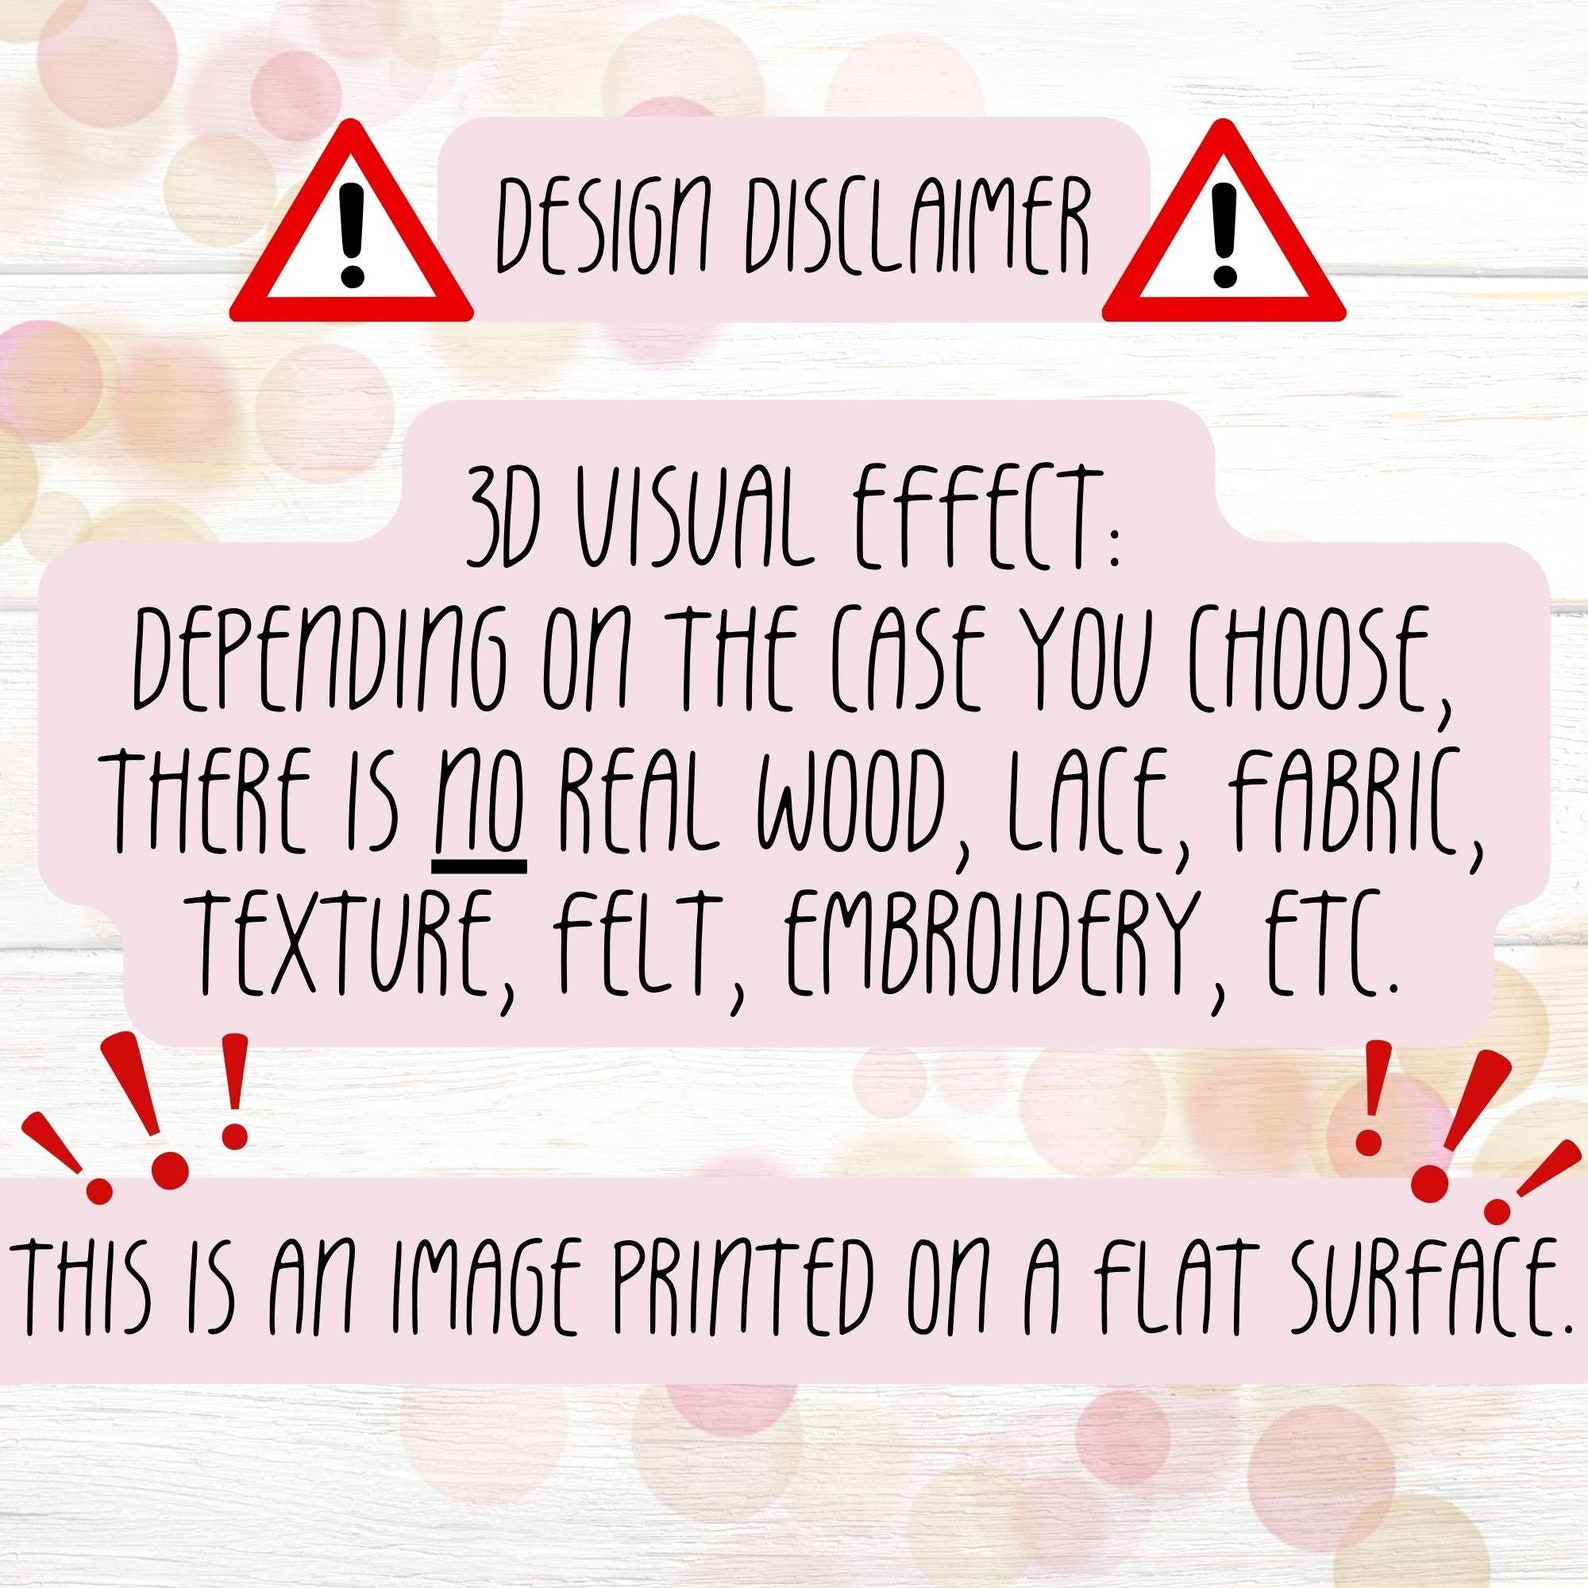 DESIGN DISCLAIMER
3D VISUAL EFFECT:
DEPENDING ON THE CASE YOU CHOOSE,
THERE IS NO REAL WOOD, LACE, FABRIC,
TEXTURE, FELT, EMBROIDERY, ETC.
THIS IS AN IMAGE PRINTED ON A FLAT SURFACE.